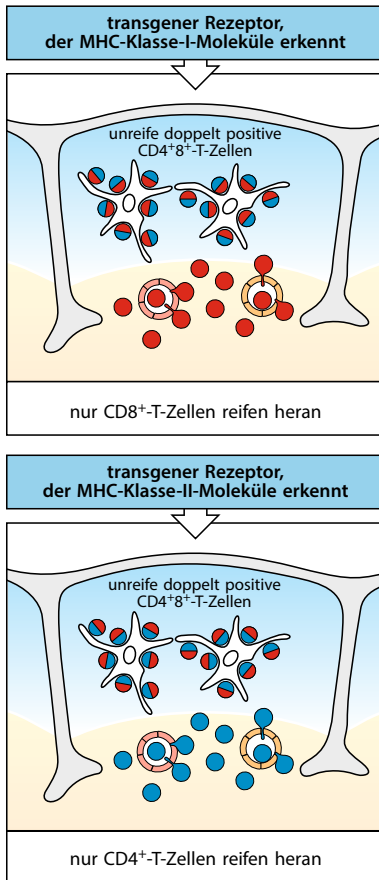 transgener Rezeptor,
der MHC-Klasse-I-Moleküle erkennt
unreife doppelt positive
CD4⁺8⁺-T-Zellen
nur CD8⁺-T-Zellen reifen heran
transgener Rezeptor,
der MHC-Klasse-II-Moleküle erkennt
unreife doppelt positive
CD4⁺8⁺-T-Zellen
nur CD4⁺-T-Zellen reifen heran